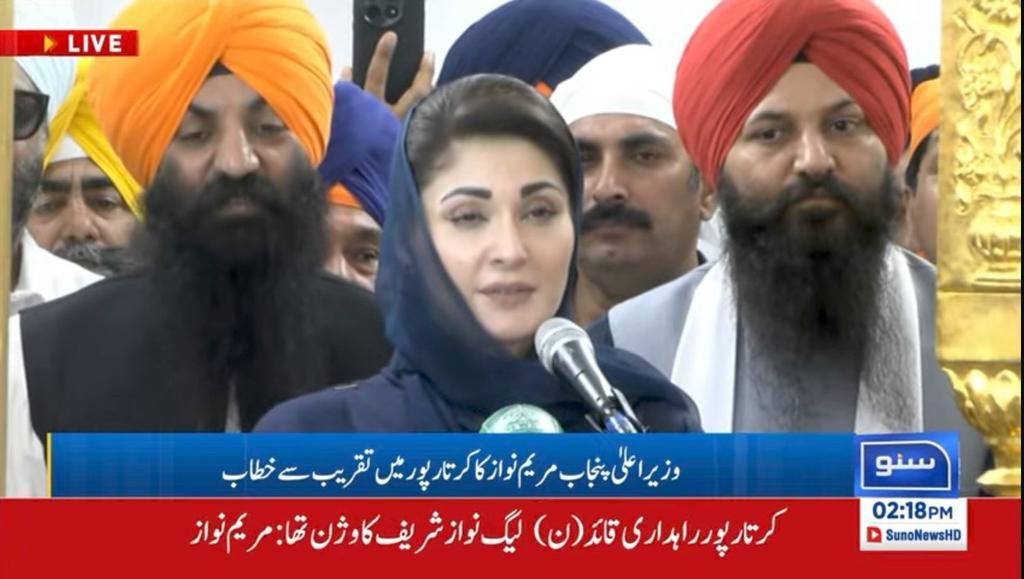 LIVE
وزیراعلیٰ پنجاب مریم نواز کا کرتارپور میں تقریب سے خطاب
سنو
02:18PM
SunoNewsHD
کرتارپور راہداری قائد (ن) لیگ نواز شریف کا وژن تھا: مریم نواز